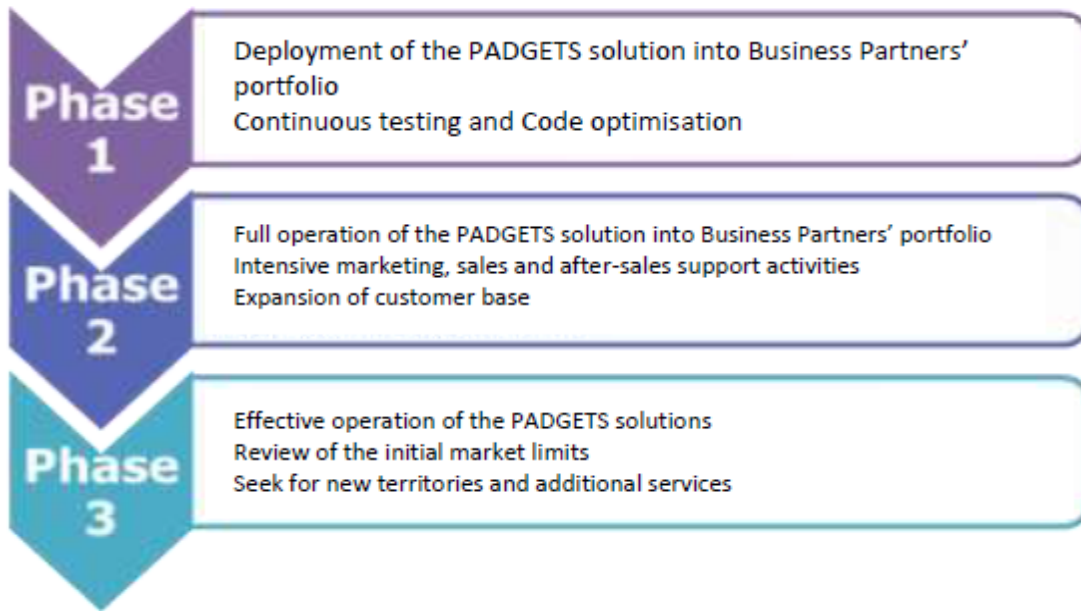 Phase
1
Deployment of the PADGETS solution into Business Partners’
portfolio
Continuous testing and Code optimisation
Phase
2
Full operation of the PADGETS solution into Business Partners’ portfolio
Intensive marketing, sales and after-sales support activities
Expansion of customer base
Phase
3
Effective operation of the PADGETS solutions
Review of the initial market limits
Seek for new territories and additional services